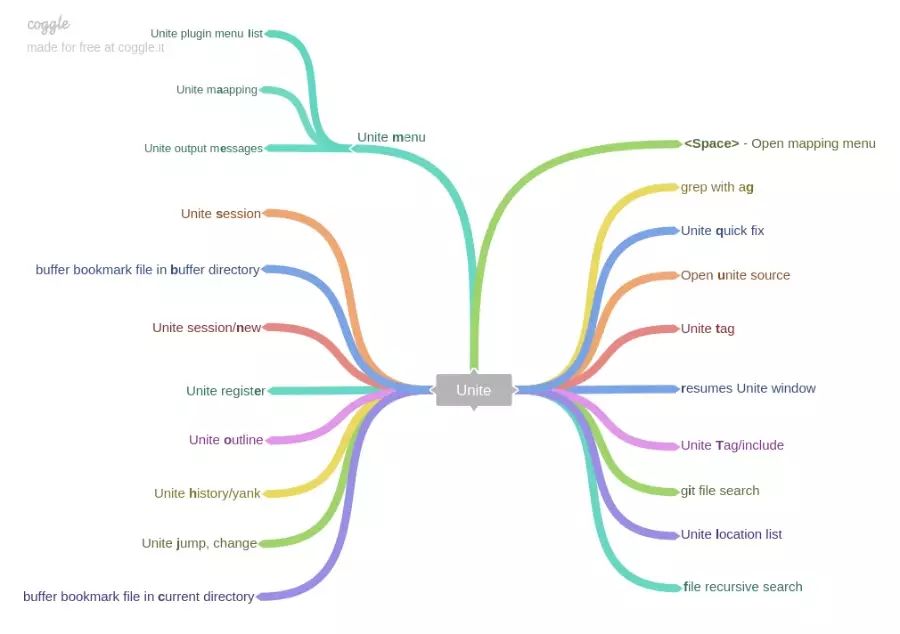 coggle
made for free at coggle.it
Unite plugin menu list
Unite maapping
Unite output messages
Unite menu
Unite session
buffer bookmark file in buffer directory
Unite session/new
Unite register
Unite outline
Unite history/yank
Unite jump, change
buffer bookmark file in current directory
Unite
<Space> - Open mapping menu
grep with ag
Unite quick fix
Open unite source
Unite tag
resumes Unite window
Unite Tag/include
git file search
Unite location list
file recursive search